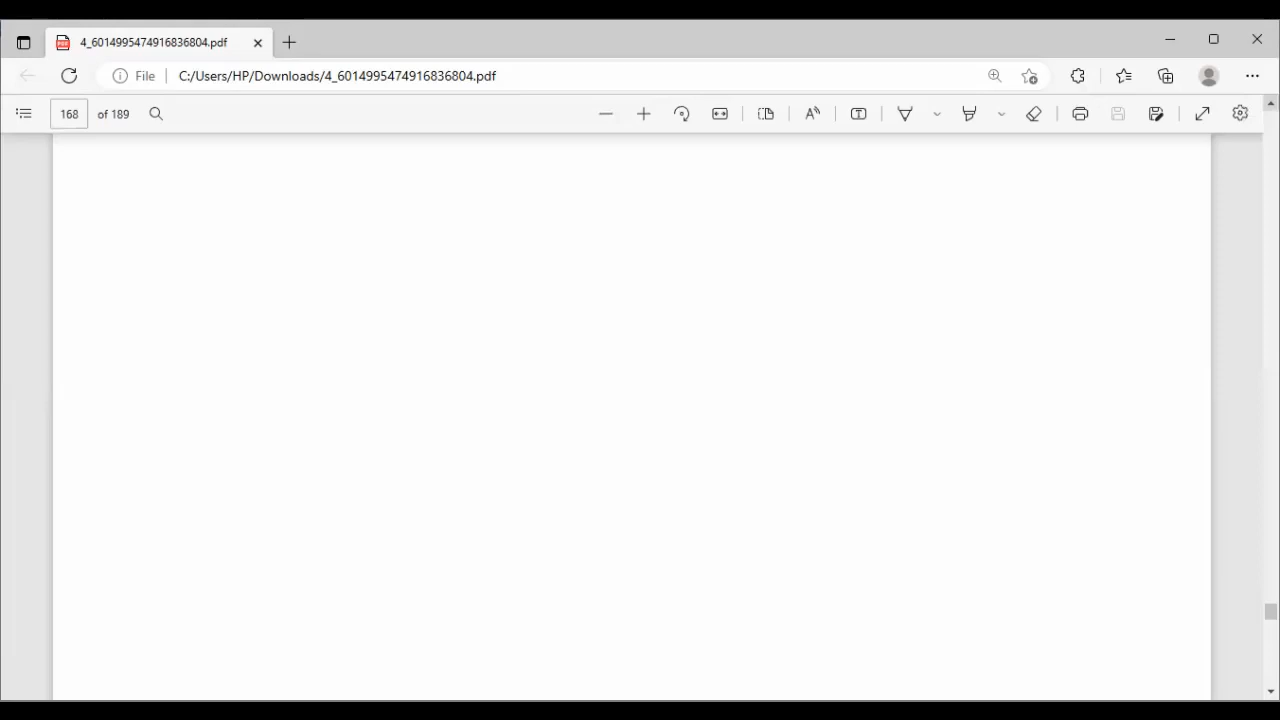 4_6014995474916836804.pdf
File C:/Users/HP/Downloads/4_6014995474916836804.pdf
168 of 189